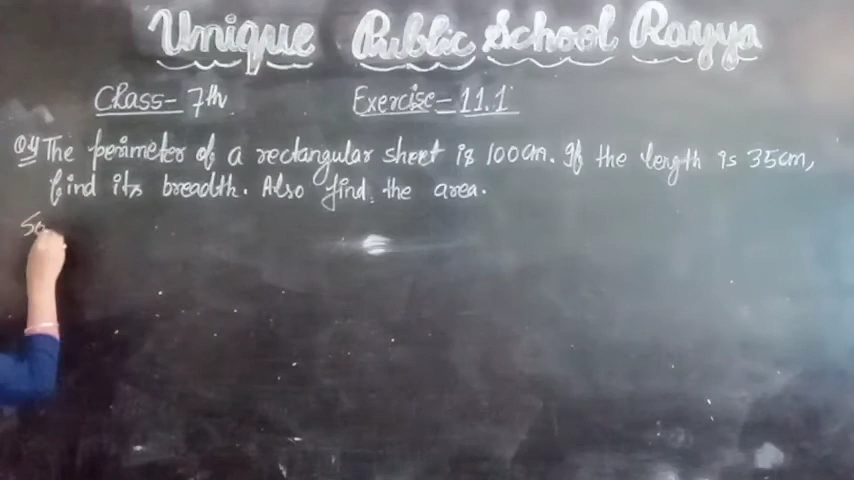 Unique Public School Rayya
Class- 7th Exercise- 11.1
Q4 The perimeter of a rectangular sheet is 100cm. If the length is 35cm,
find its breadth. Also find the area.
So